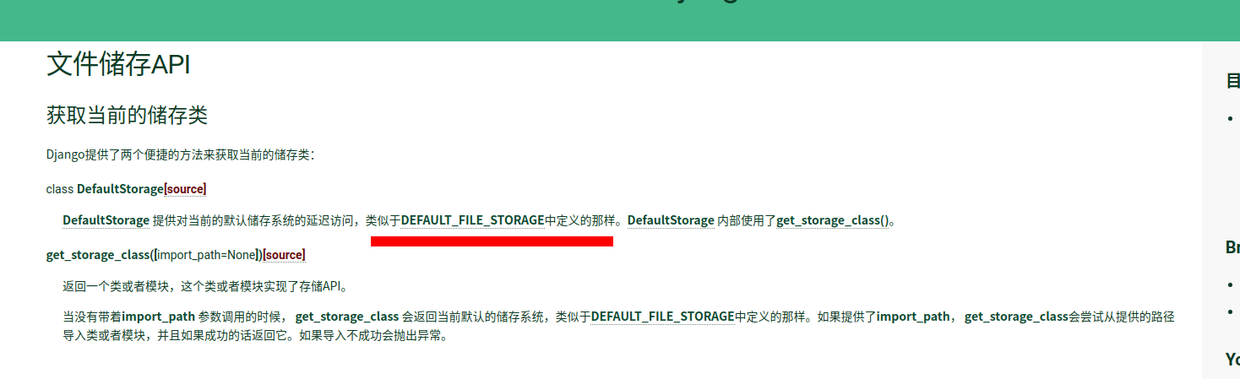 文件储存API
获取当前的储存类
Django提供了两个便捷的方法来获取当前的储存类：
class DefaultStorage[source]
DefaultStorage 提供对当前的默认储存系统的延迟访问，类似于DEFAULT_FILE_STORAGE中定义的那样。DefaultStorage 内部使用了get_storage_class()。
get_storage_class([import_path=None])[source]
返回一个类或者模块，这个类或者模块实现了存储API。
当没有带着import_path 参数调用的时候， get_storage_class 会返回当前默认的储存系统，类似于DEFAULT_FILE_STORAGE中定义的那样。如果提供了import_path， get_storage_class会尝试从提供的路径
导入类或者模块，并且如果成功的话返回它。如果导入不成功会抛出异常。
目
Br